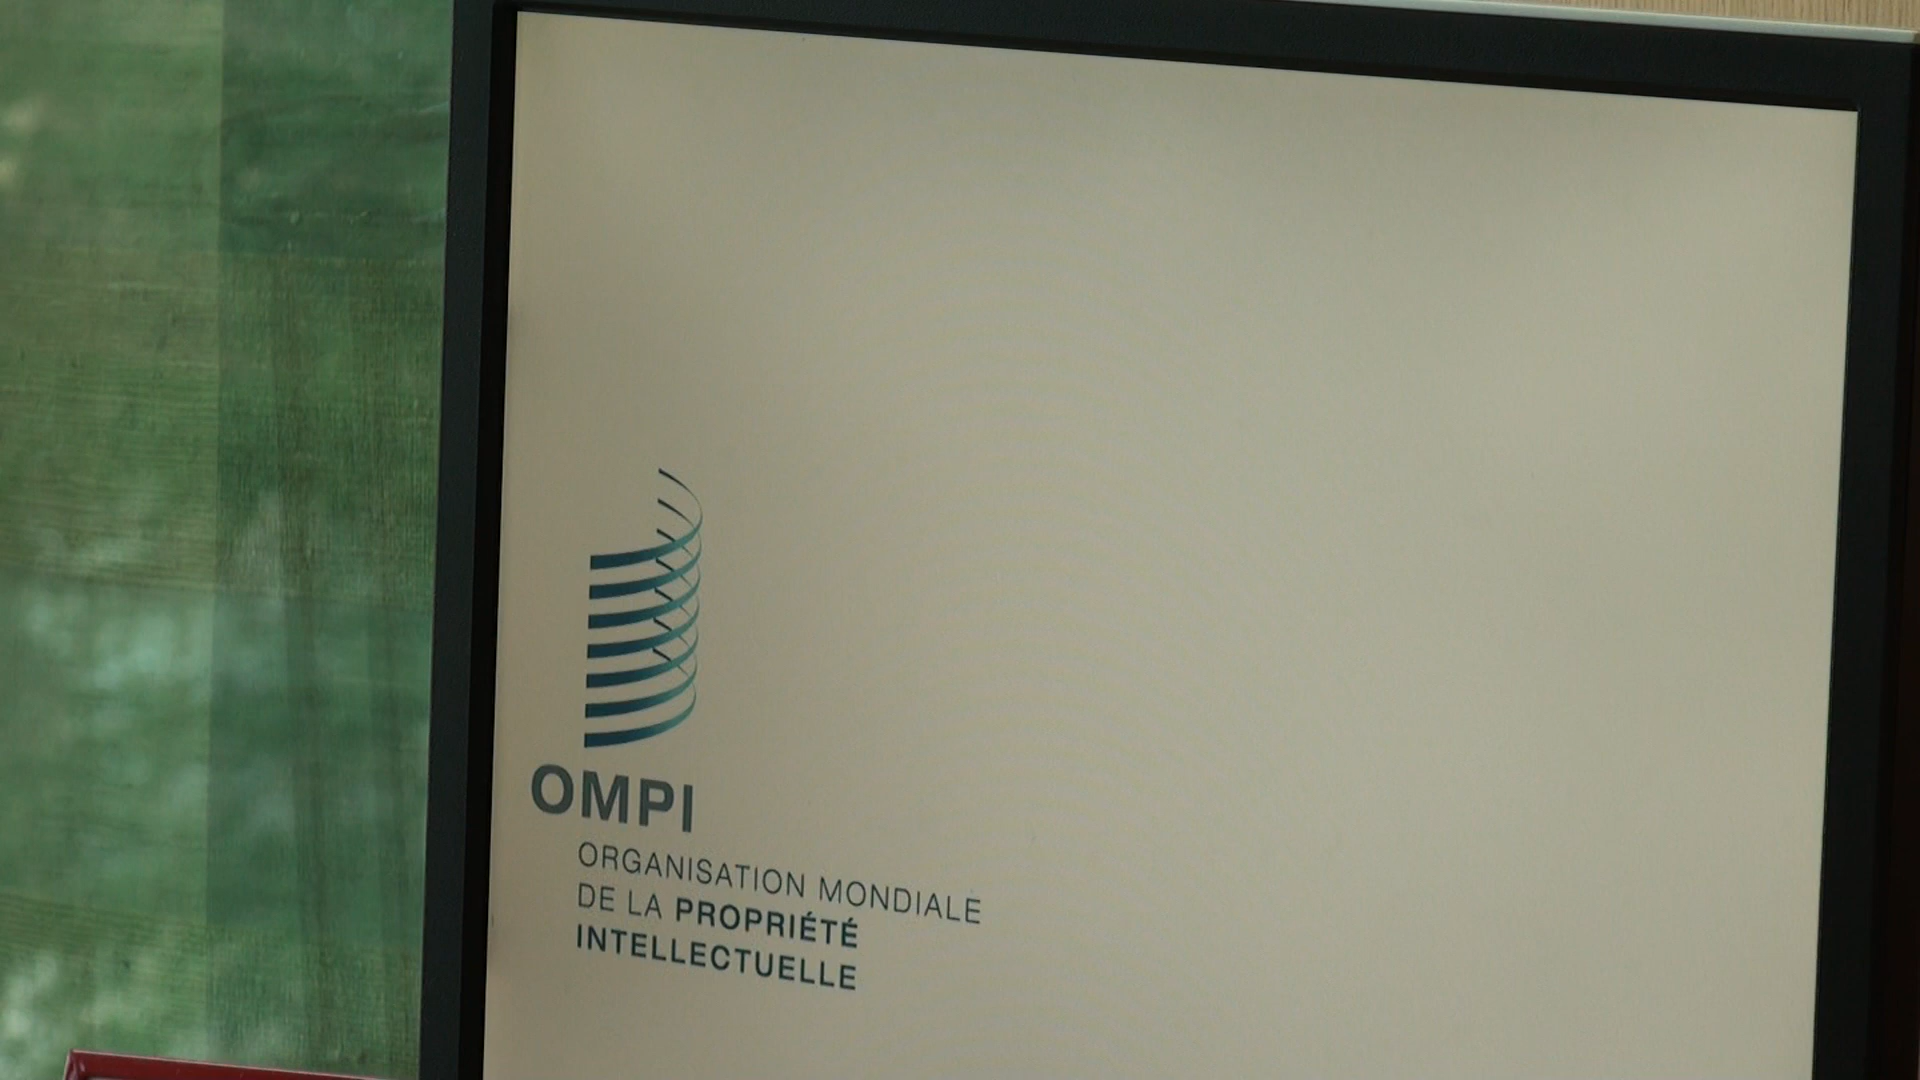 OMPI
ORGANISATION MONDIALE
DE LA PROPRIÉTÉ
INTELLECTUELLE